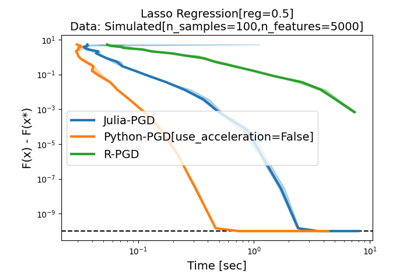 Lasso Regression[reg=0.5]
Data: Simulated[n_samples=100,n_features=5000]
F(x) - F(x*)
10¹
10⁻¹
10⁻³
10⁻⁵
10⁻⁷
10⁻⁹
Julia-PGD
Python-PGD[use_acceleration=False]
R-PGD
10⁻¹ 10⁰ 10¹
Time [sec]